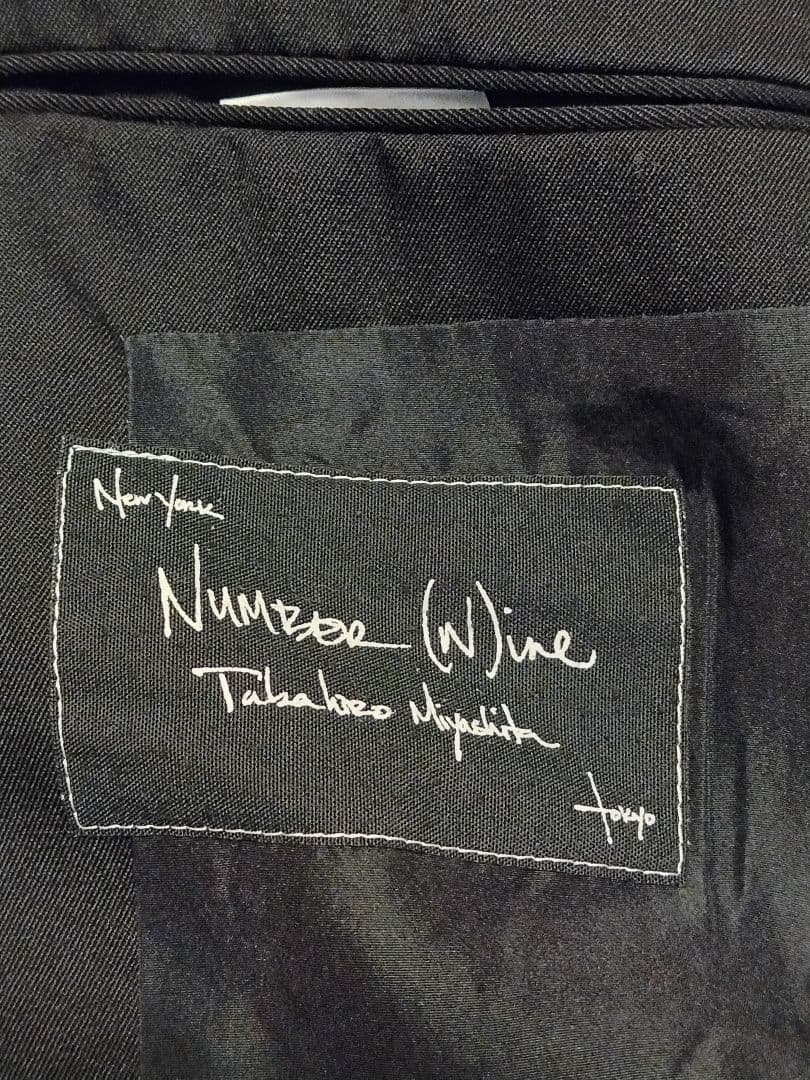 New York
NUMBER (N)ine
Takahiro Miyashita
tokyo